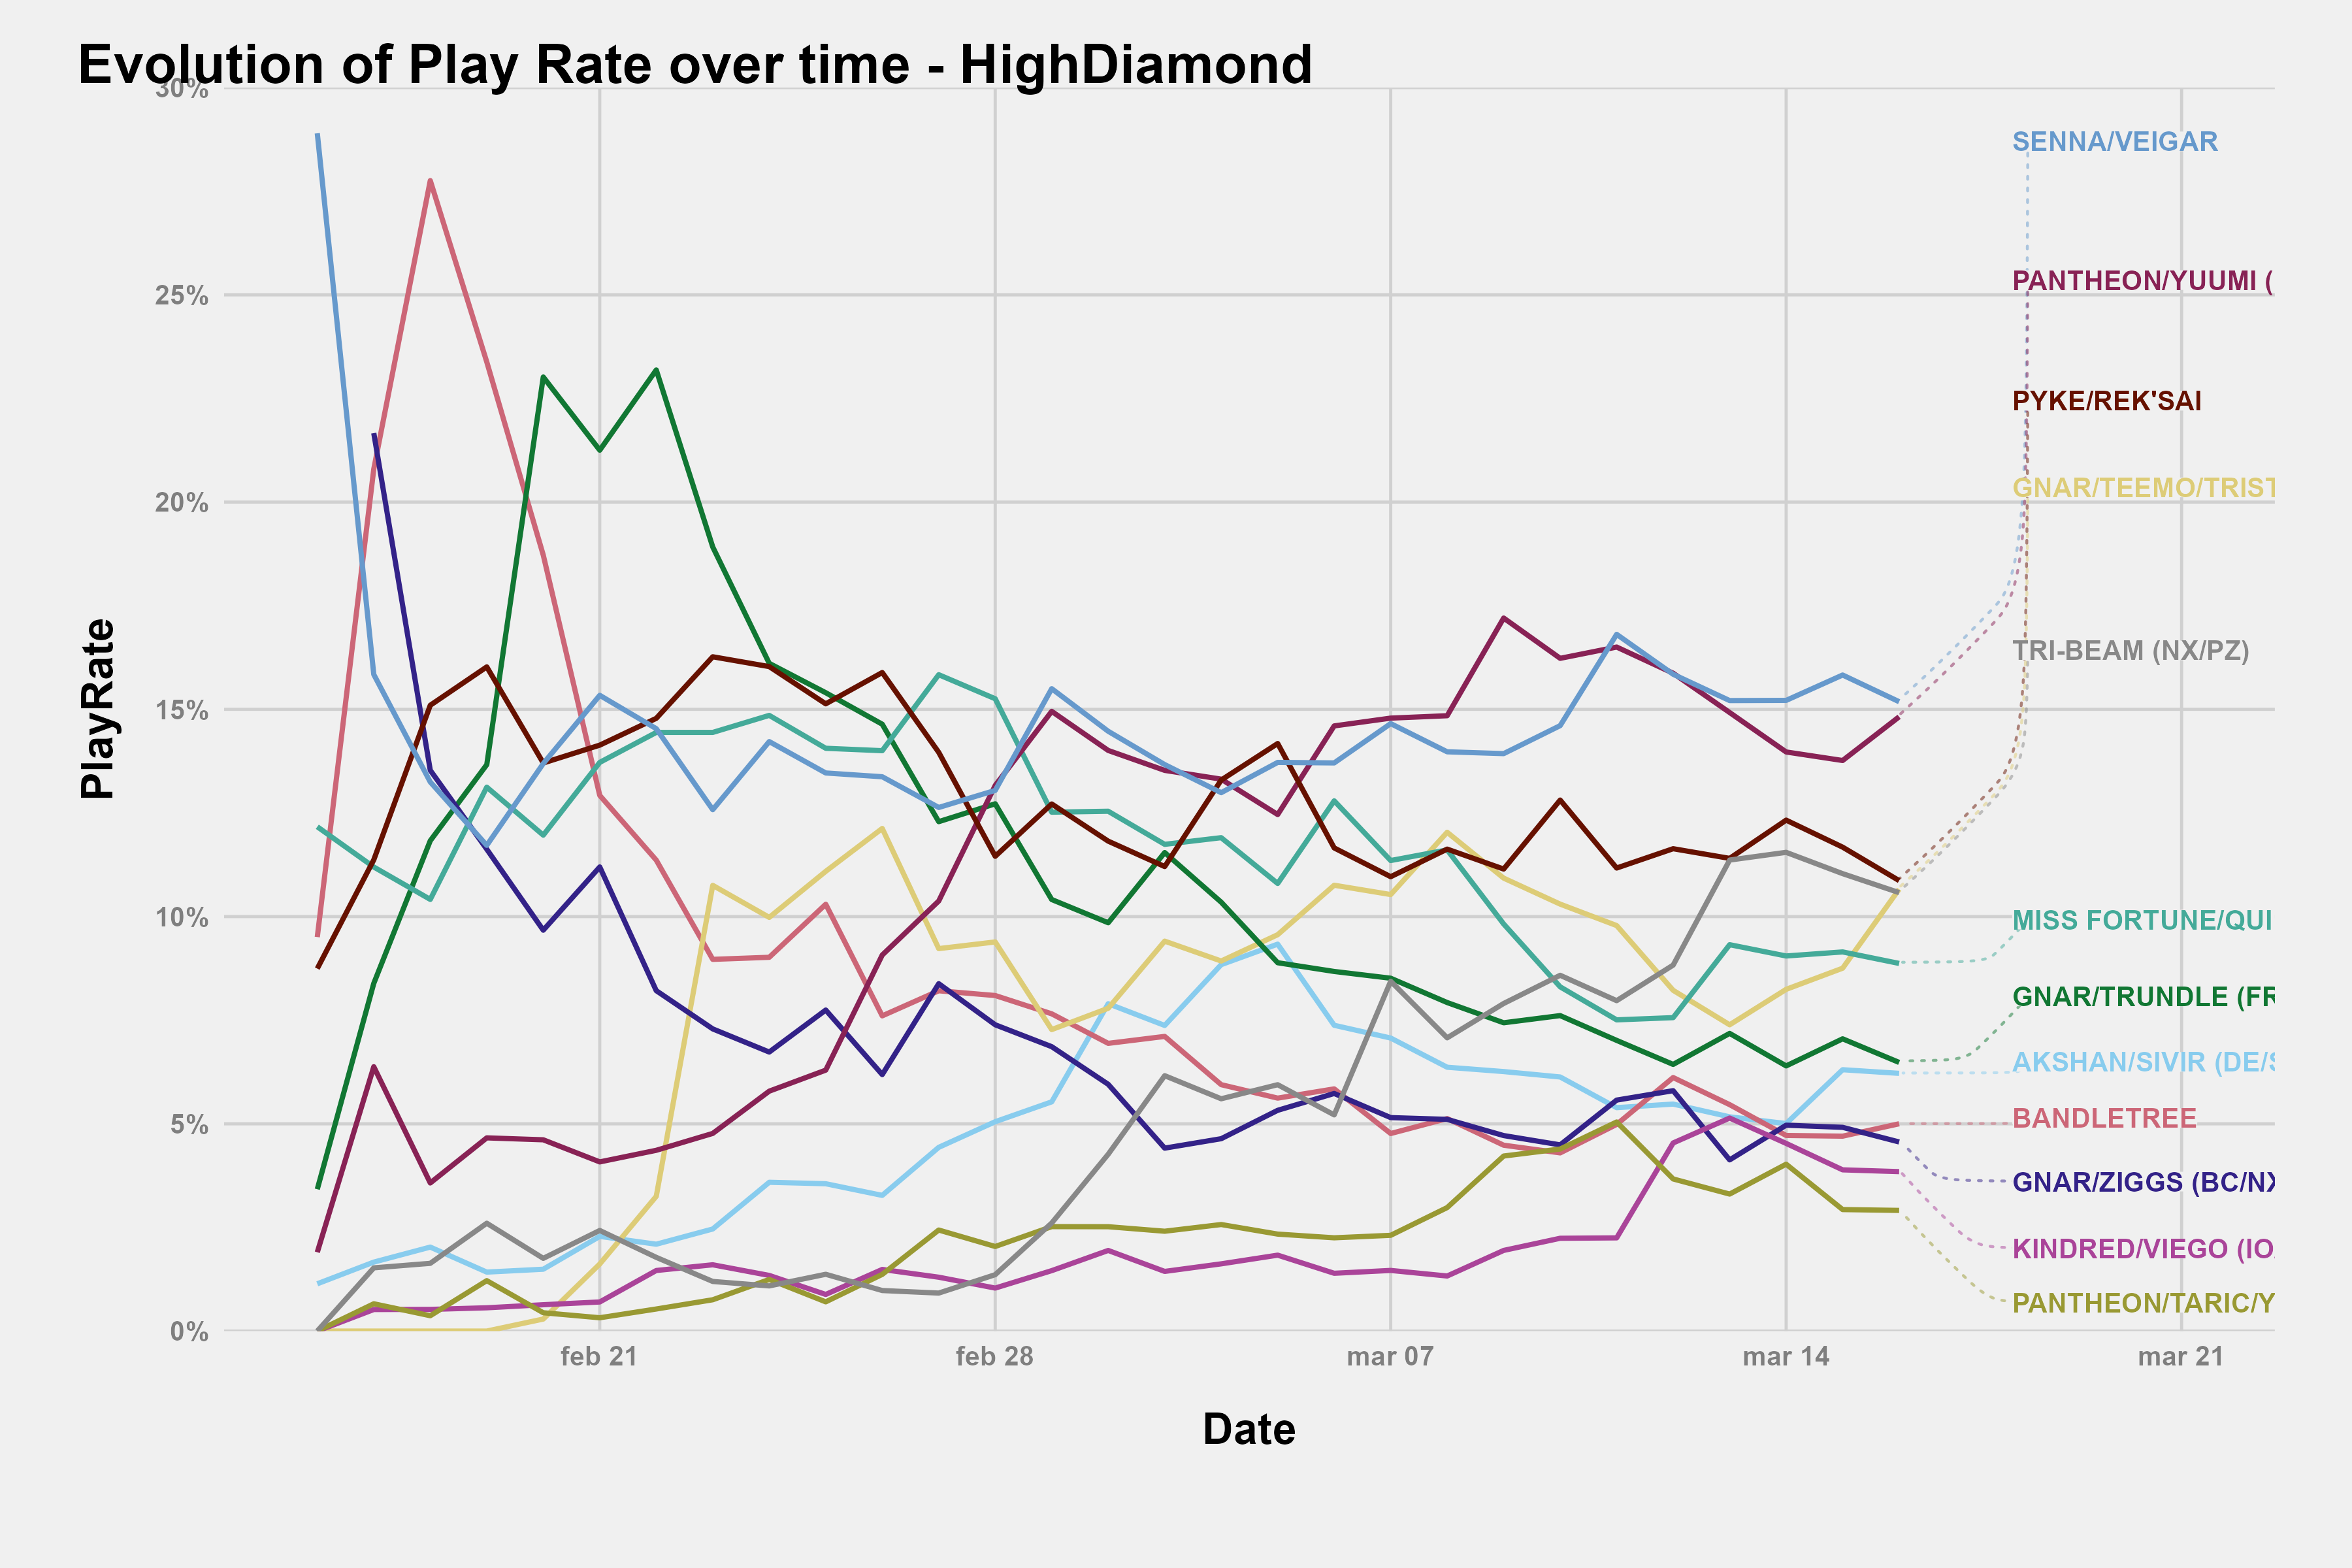 Evolution of Play Rate over time - HighDiamond
30%
25%
20%
15%
10%
5%
0%
PlayRate
SENNA/VEIGAR
PANTHEON/YUUMI (
PYKE/REK'SAI
GNAR/TEEMO/TRIST
TRI-BEAM (NX/PZ)
MISS FORTUNE/QUI
GNAR/TRUNDLE (FR
AKSHAN/SIVIR (DE/S
BANDLETREE
GNAR/ZIGGS (BC/NX
KINDRED/VIEGO (IO
PANTHEON/TARIC/Y
feb 21
feb 28
mar 07
mar 14
mar 21
Date